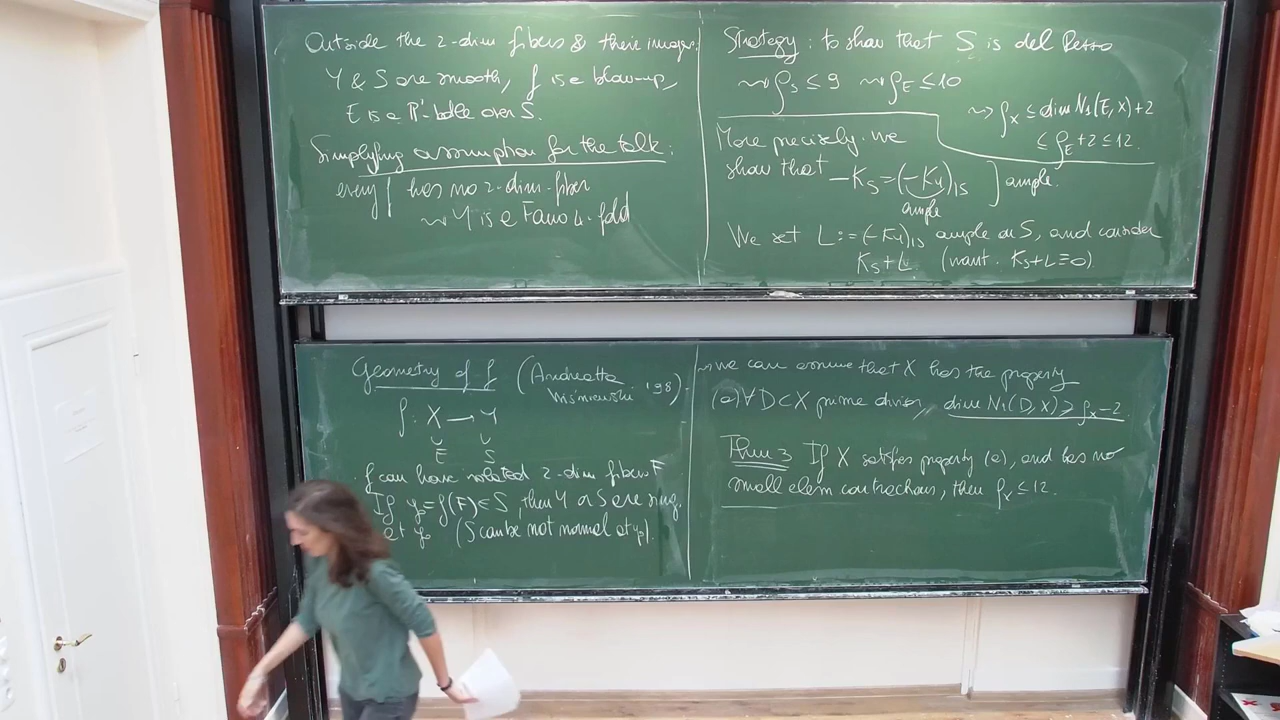 Outside the 2-dim fibers & their images
Y & S are smooth, f is a blow-up,
E is a P¹-bdle over S.
Simplifying assumption for the talk:
every f has no 2-dim. fiber
⇝ Y is a Fano 4-fold
Strategy: to show that S is del Pezzo
⇝ ρ_S ≤ 9 ⇝ ρ_E ≤ 10
⇝ ρ_X ≤ dim N₁(E,X)+2
≤ ρ_E+2 ≤ 12.
More precisely we
show that -K_S = (-K_Y)|_S ] ample.
ample
We set L := (-K_Y)|_S ample on S, and consider
K_S+L (want: K_S+L ≡ 0)
Geometry of f (Andreatta
Wiśniewski '98).
f: X → Y
∪ ∪
E S
· f can have isolated 2-dim fibers F
If y₀=f(F)∈S, then Y or S are sing.
at y₀ (S can be not normal at y₀).
⇝ we can assume that X has the property
(a) ∀ D⊂X prime divisor, dim N₁(D,X) ≥ ρ_X-2.
Thm 3 If X satisfies property (a), and has no
small elem contractions, then ρ_X ≤ 12.